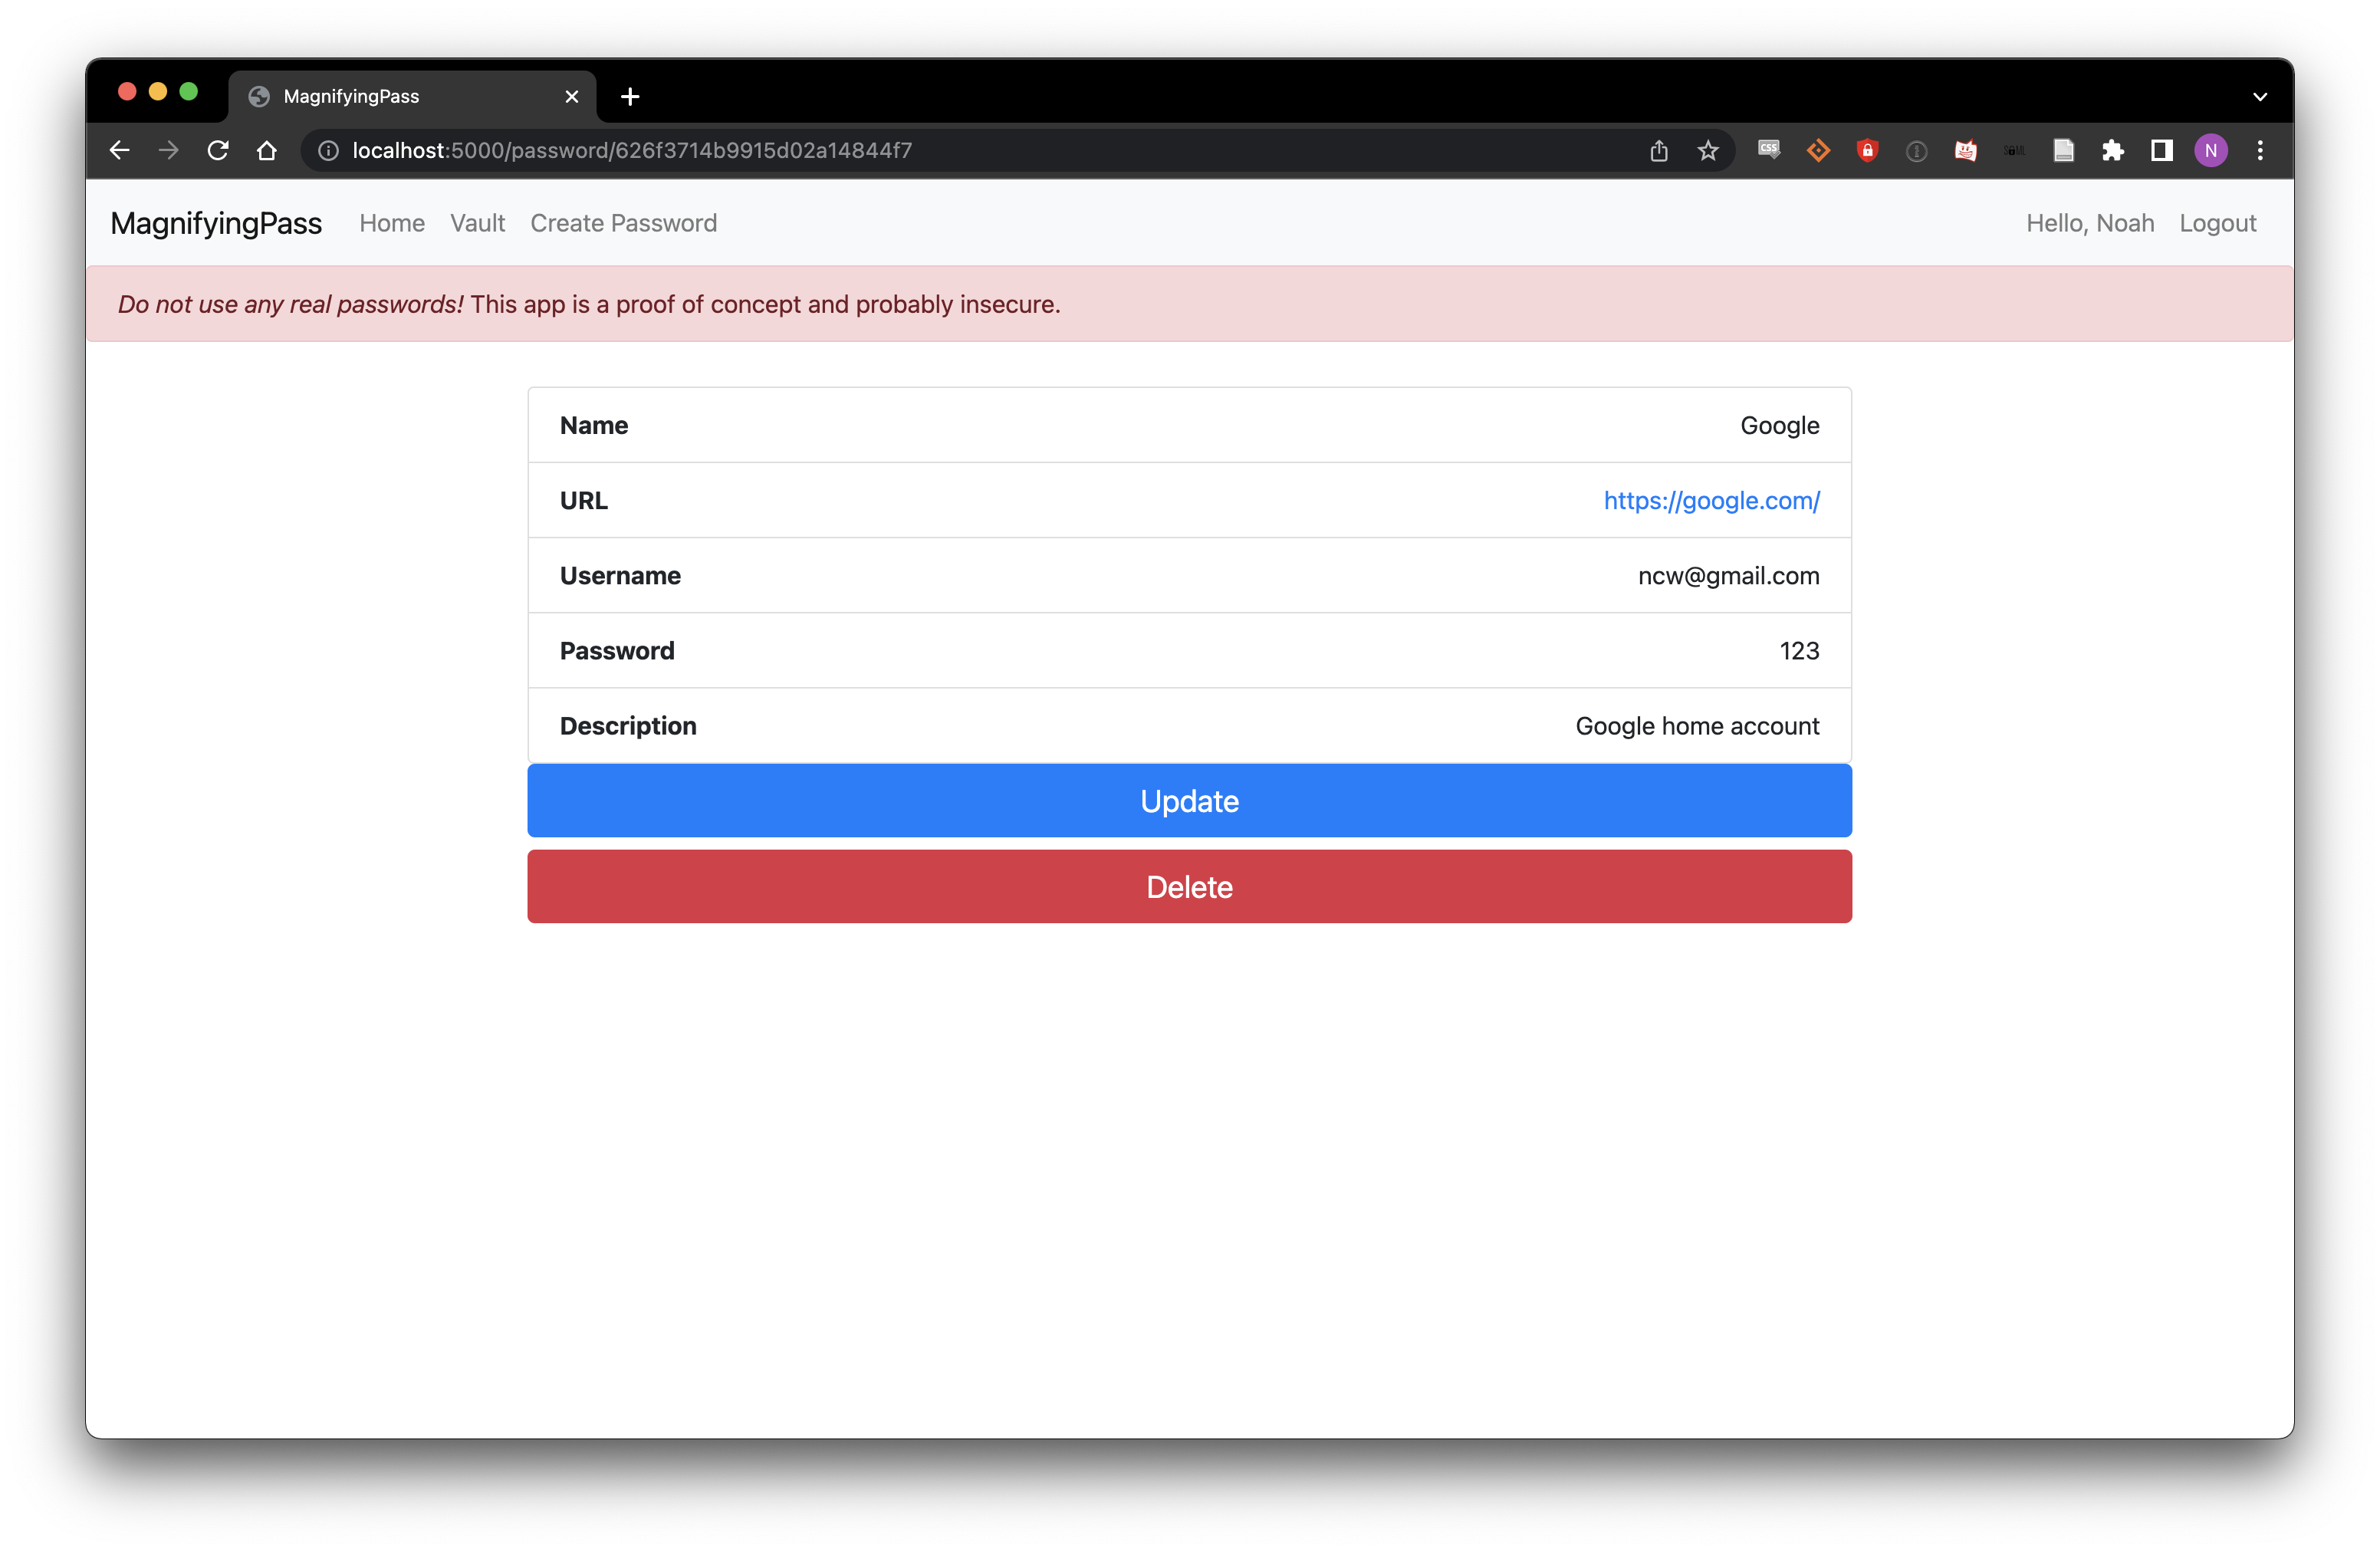 MagnifyingPass
localhost:5000/password/626f3714b9915d02a14844f7
CSS
N
MagnifyingPass Home Vault Create Password Hello, Noah Logout
Do not use any real passwords! This app is a proof of concept and probably insecure.
Name Google
URL https://google.com/
Username ncw@gmail.com
Password 123
Description Google home account
Update
Delete